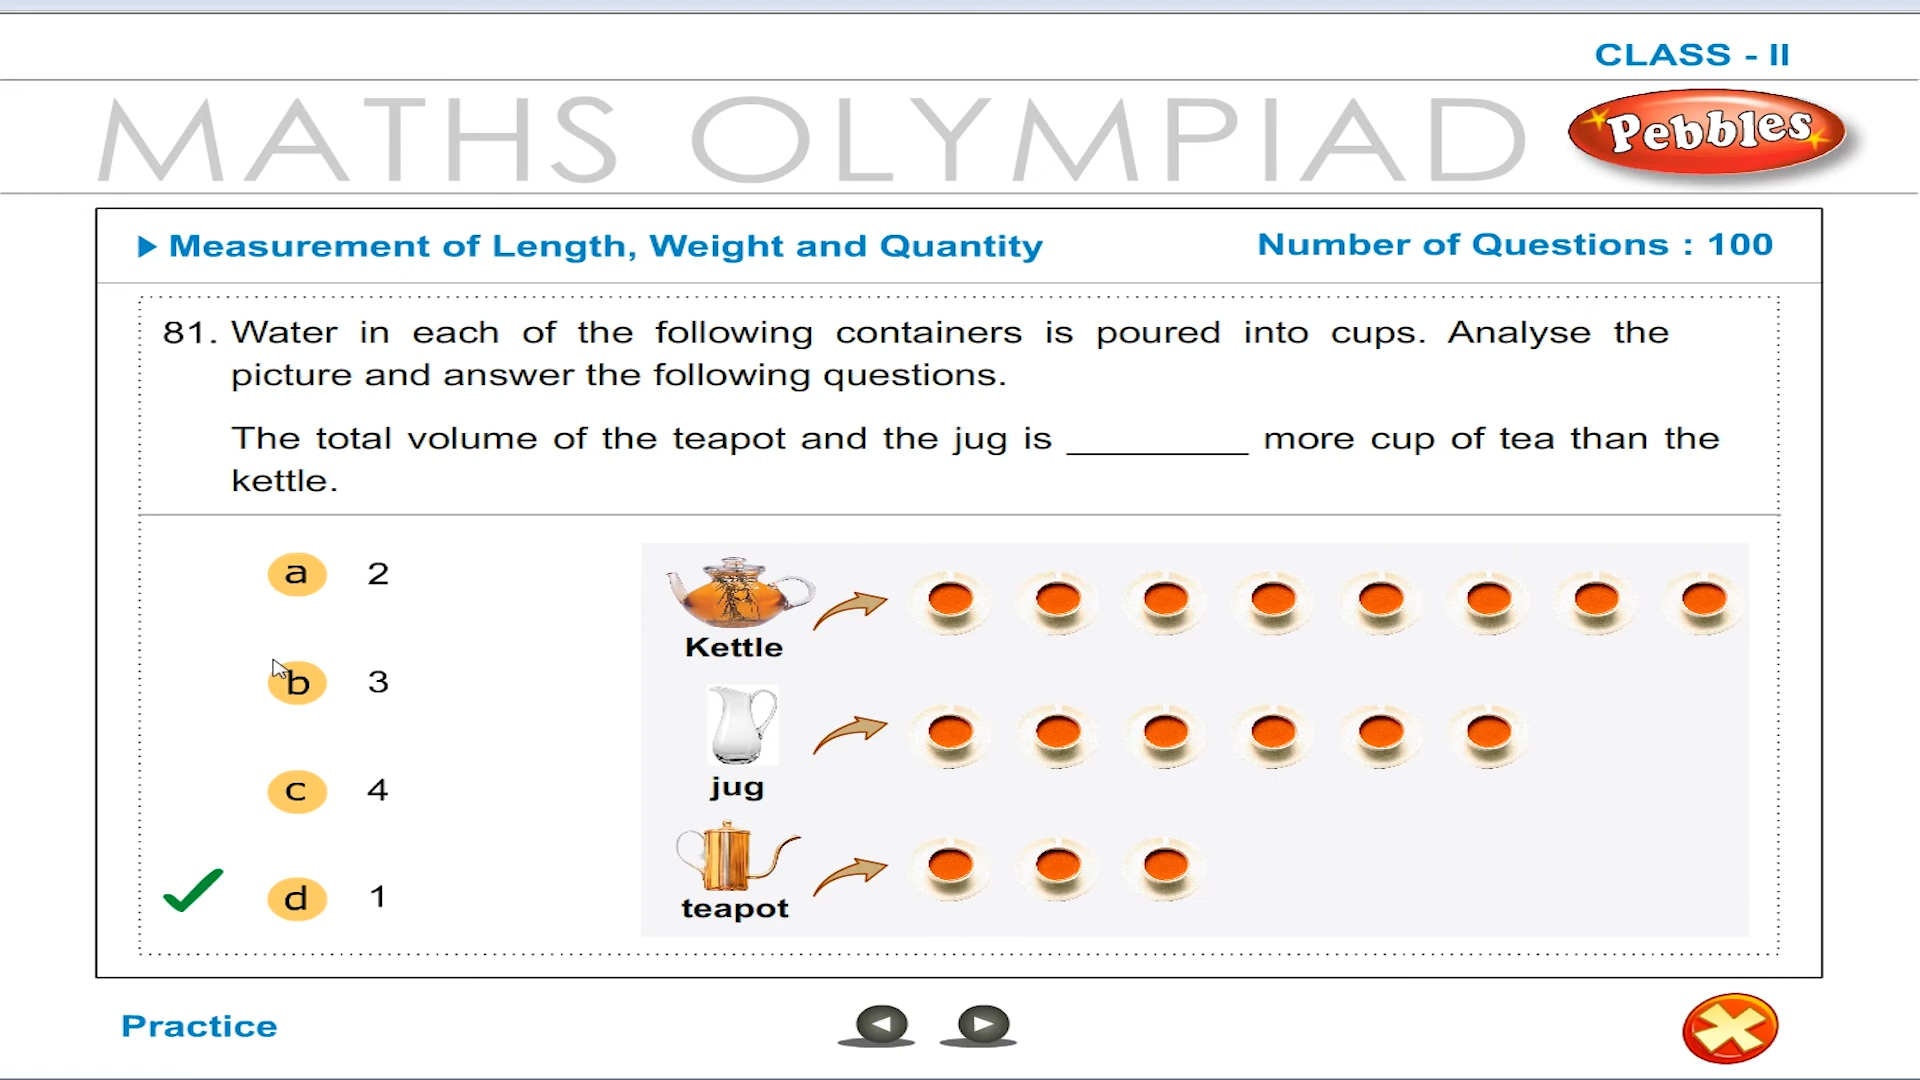 CLASS - II
MATHS OLYMPIAD
Pebbles
Measurement of Length, Weight and Quantity
Number of Questions : 100
81. Water in each of the following containers is poured into cups. Analyse the
picture and answer the following questions.
The total volume of the teapot and the jug is __________ more cup of tea than the
kettle.
a 2
b 3
c 4
d 1
Kettle
jug
teapot
Practice